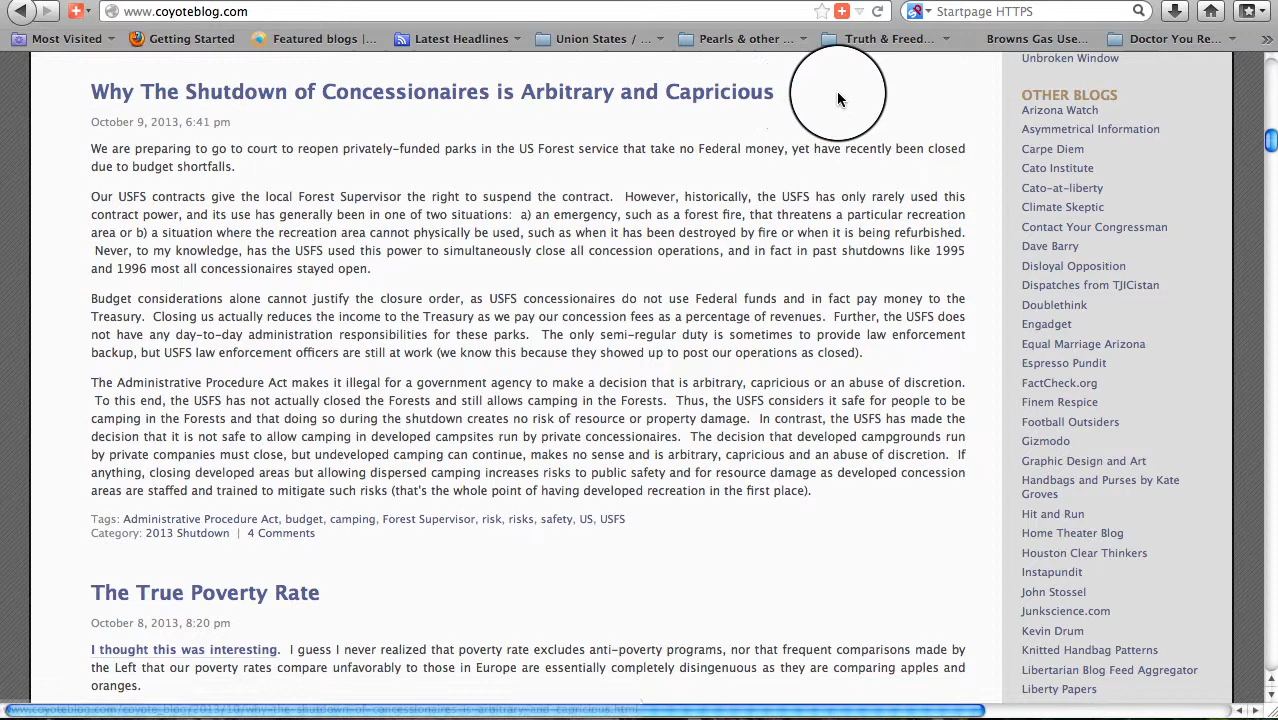 www.coyoteblog.com
Startpage HTTPS
Most Visited
Getting Started
Featured blogs |...
Latest Headlines
Union States / ...
Pearls & other ...
Truth & Freed...
Browns Gas Use...
Doctor You Re...
Why The Shutdown of Concessionaires is Arbitrary and Capricious
October 9, 2013, 6:41 pm
We are preparing to go to court to reopen privately-funded parks in the US Forest service that take no Federal money, yet have recently been closed
due to budget shortfalls.
Our USFS contracts give the local Forest Supervisor the right to suspend the contract. However, historically, the USFS has only rarely used this
contract power, and its use has generally been in one of two situations: a) an emergency, such as a forest fire, that threatens a particular recreation
area or b) a situation where the recreation area cannot physically be used, such as when it has been destroyed by fire or when it is being refurbished.
Never, to my knowledge, has the USFS used this power to simultaneously close all concession operations, and in fact in past shutdowns like 1995
and 1996 most all concessionaires stayed open.
Budget considerations alone cannot justify the closure order, as USFS concessionaires do not use Federal funds and in fact pay money to the
Treasury. Closing us actually reduces the income to the Treasury as we pay our concession fees as a percentage of revenues. Further, the USFS does
not have any day-to-day administration responsibilities for these parks. The only semi-regular duty is sometimes to provide law enforcement
backup, but USFS law enforcement officers are still at work (we know this because they showed up to post our operations as closed).
The Administrative Procedure Act makes it illegal for a government agency to make a decision that is arbitrary, capricious or an abuse of discretion.
To this end, the USFS has not actually closed the Forests and still allows camping in the Forests. Thus, the USFS considers it safe for people to be
camping in the Forests and that doing so during the shutdown creates no risk of resource or property damage. In contrast, the USFS has made the
decision that it is not safe to allow camping in developed campsites run by private concessionaires. The decision that developed campgrounds run
by private companies must close, but undeveloped camping can continue, makes no sense and is arbitrary, capricious and an abuse of discretion. If
anything, closing developed areas but allowing dispersed camping increases risks to public safety and for resource damage as developed concession
areas are staffed and trained to mitigate such risks (that's the whole point of having developed recreation in the first place).
Tags: Administrative Procedure Act, budget, camping, Forest Supervisor, risk, risks, safety, US, USFS
Category: 2013 Shutdown | 4 Comments
The True Poverty Rate
October 8, 2013, 8:20 pm
I thought this was interesting. I guess I never realized that poverty rate excludes anti-poverty programs, nor that frequent comparisons made by
the Left that our poverty rates compare unfavorably to those in Europe are essentially completely disingenuous as they are comparing apples and
oranges.
www.coyoteblog.com/coyote_blog/2013/10/why-the-shutdown-of-concessionaires-is-arbitrary-and-capricious.html
Unbroken Window
OTHER BLOGS
Arizona Watch
Asymmetrical Information
Carpe Diem
Cato Institute
Cato-at-liberty
Climate Skeptic
Contact Your Congressman
Dave Barry
Disloyal Opposition
Dispatches from TJICistan
Doublethink
Engadget
Equal Marriage Arizona
Espresso Pundit
FactCheck.org
Finem Respice
Football Outsiders
Gizmodo
Graphic Design and Art
Handbags and Purses by Kate
Groves
Hit and Run
Home Theater Blog
Houston Clear Thinkers
Instapundit
John Stossel
Junkscience.com
Kevin Drum
Knitted Handbag Patterns
Libertarian Blog Feed Aggregator
Liberty Papers